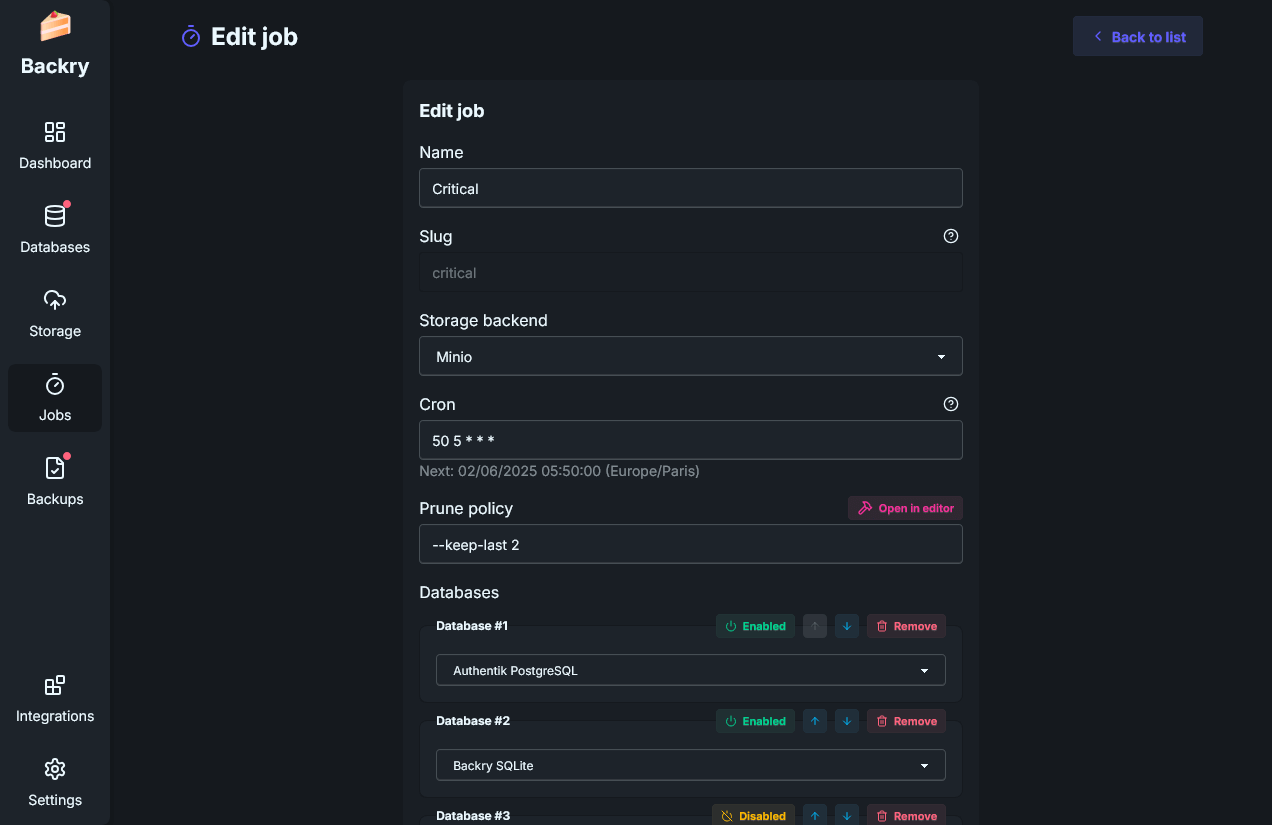 Backry
Dashboard
Databases
Storage
Jobs
Backups
Integrations
Settings
Edit job
Back to list
Edit job
Name
Critical
Slug
critical
Storage backend
Minio
Cron
50 5 * * *
Next: 02/06/2025 05:50:00 (Europe/Paris)
Prune policy
Open in editor
--keep-last 2
Databases
Database #1
Enabled
Remove
Authentik PostgreSQL
Database #2
Enabled
Remove
Backry SQLite
Database #3
Disabled
Remove